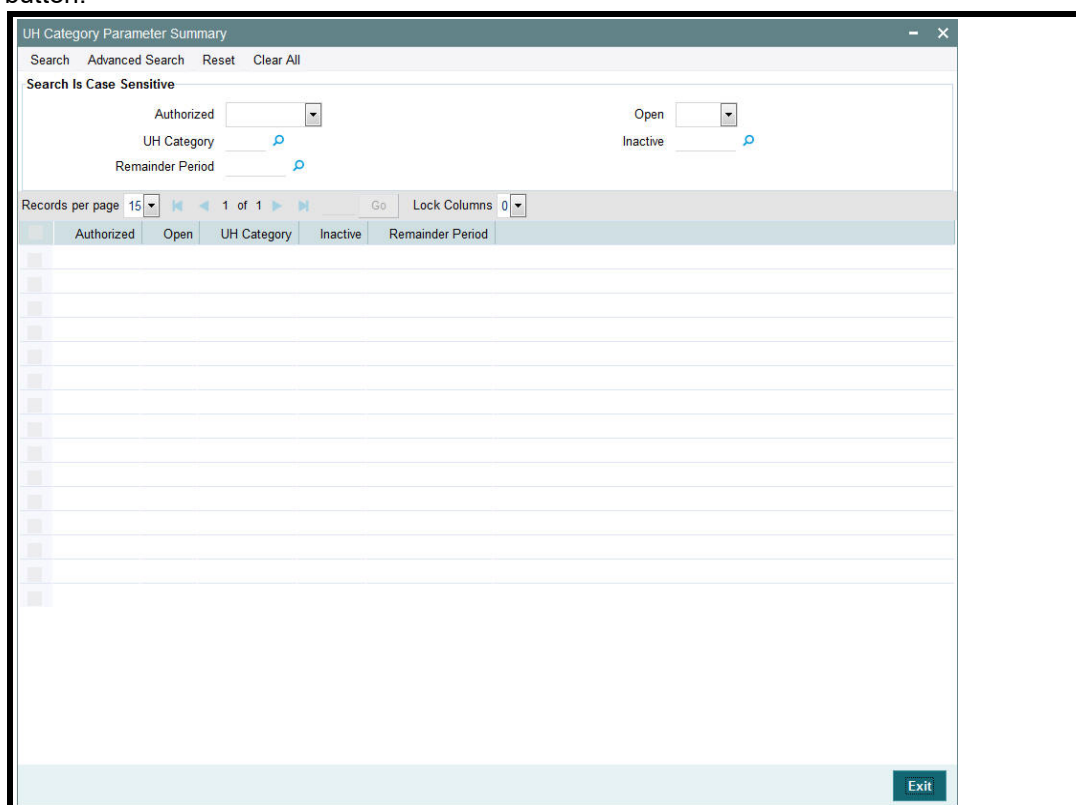 button.
UH Category Parameter Summary
Search Advanced Search Reset Clear All
Search Is Case Sensitive
Authorized Open
UH Category Inactive
Remainder Period
Records per page 15 1 of 1 Go Lock Columns 0
Authorized Open UH Category Inactive Remainder Period
Exit